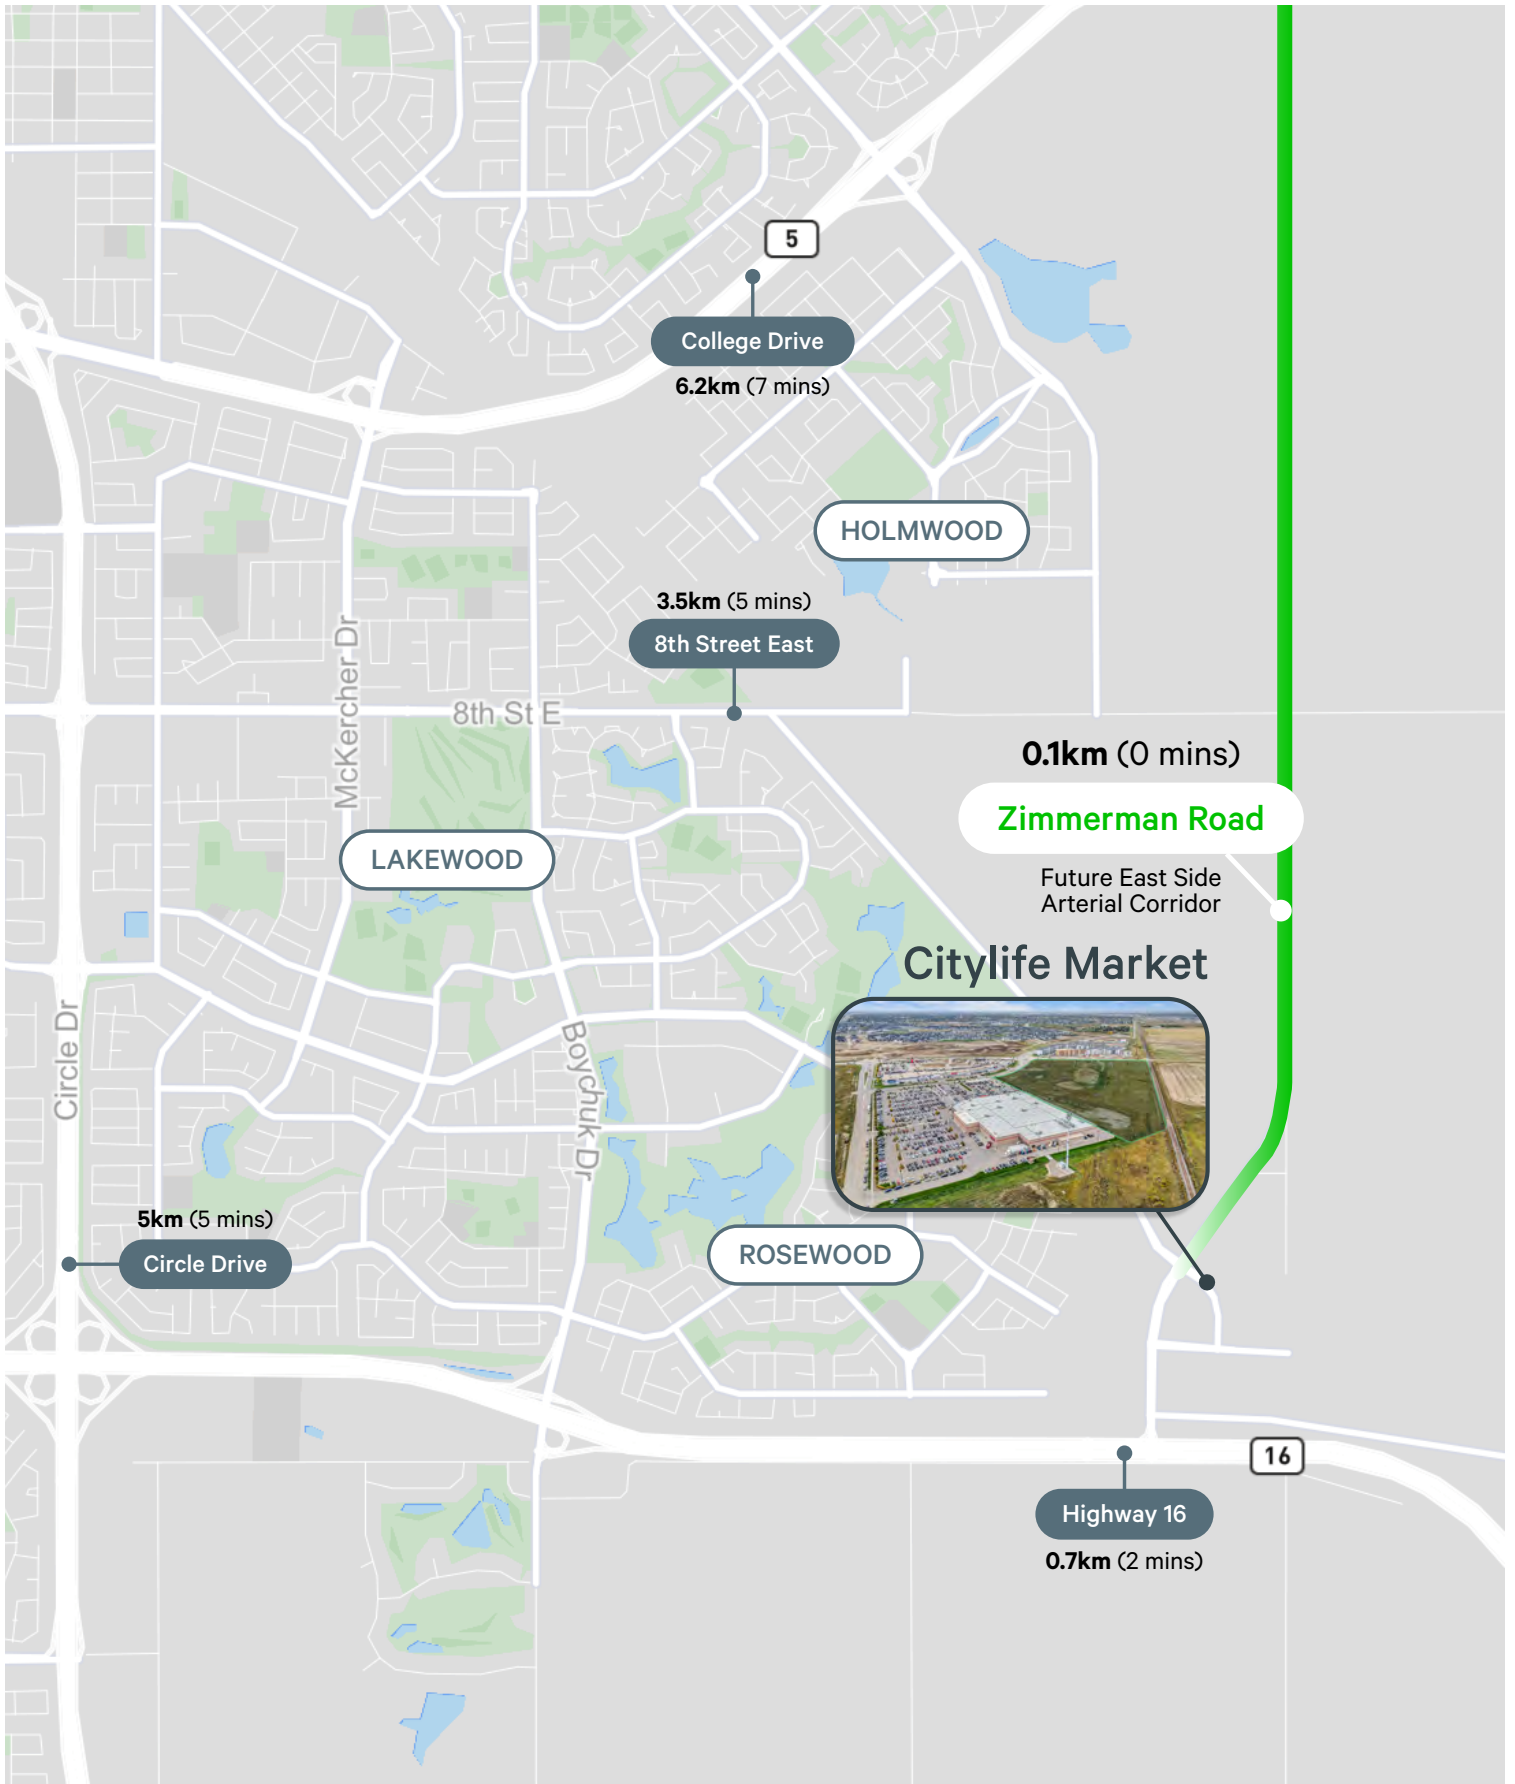 5
College Drive
6.2km (7 mins)
HOLMWOOD
3.5km (5 mins)
8th Street East
McKercher Dr
8th St E
0.1km (0 mins)
Zimmerman Road
Future East Side
Arterial Corridor
LAKEWOOD
Citylife Market
Circle Dr
Boychuk Dr
5km (5 mins)
Circle Drive
ROSEWOOD
16
Highway 16
0.7km (2 mins)